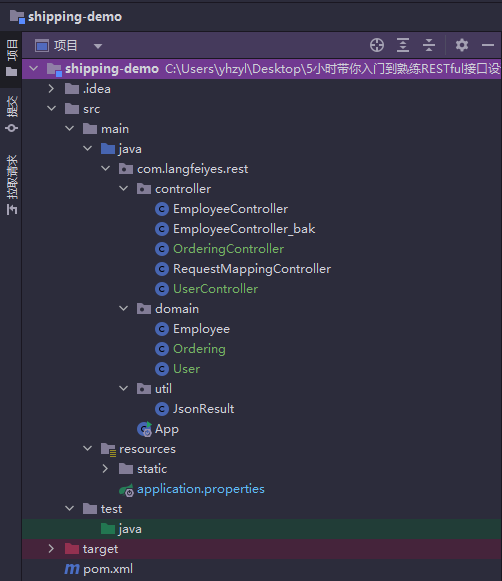 shipping-demo
项目
提交
拉取请求
项目
shipping-demo C:\Users\yhzyl\Desktop\5小时带你入门到熟练RESTful接口设
.idea
src
main
java
com.langfeiyes.rest
controller
EmployeeController
EmployeeController_bak
OrderingController
RequestMappingController
UserController
domain
Employee
Ordering
User
util
JsonResult
App
resources
static
application.properties
test
java
target
pom.xml